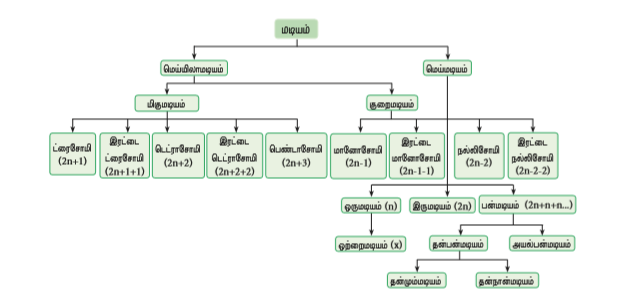 மடியம்
மெய்மிலாமடியம்
மெய்மடியம்
மிகுமடியம்
குறைமடியம்
ட்ரைசோமி
(2n+1)
இரட்டை
ட்ரைசோமி
(2n+1+1)
டெட்ராசோமி
(2n+2)
இரட்டை
டெட்ராசோமி
(2n+2+2)
பெண்டாசோமி
(2n+3)
மானோசோமி
(2n-1)
இரட்டை
மானோசோமி
(2n-1-1)
நல்லிசோமி
(2n-2)
இரட்டை
நல்லிசோமி
(2n-2-2)
ஒருமடியம் (n)
இருமடியம் (2n)
பன்மடியம் (2n+n+n...)
ஒற்றைமடியம் (x)
தன்பன்மடியம்
அயல்பன்மடியம்
தன்மும்மடியம்
தன்நான்மடியம்